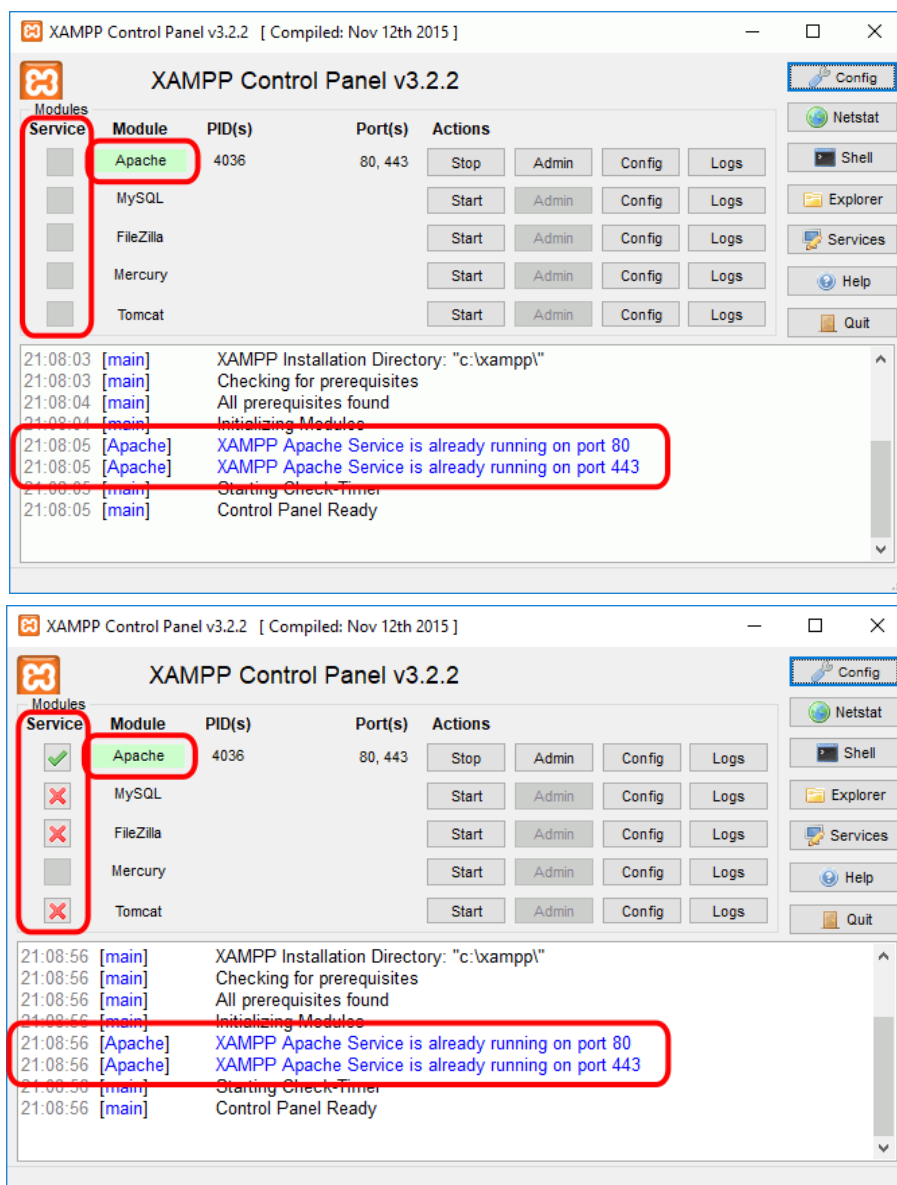 XAMPP Control Panel v3.2.2 [ Compiled: Nov 12th 2015 ]
XAMPP Control Panel v3.2.2
Config
Modules
Service Module PID(s) Port(s) Actions
Netstat
Apache 4036 80, 443 Stop Admin Config Logs
Shell
MySQL Start Admin Config Logs
Explorer
FileZilla Start Admin Config Logs
Services
Mercury Start Admin Config Logs
Help
Tomcat Start Admin Config Logs
Quit
21:08:03 [main] XAMPP Installation Directory: "c:\xampp\"
21:08:03 [main] Checking for prerequisites
21:08:04 [main] All prerequisites found
21:08:04 [main] Initializing Modules
21:08:05 [Apache] XAMPP Apache Service is already running on port 80
21:08:05 [Apache] XAMPP Apache Service is already running on port 443
21:08:05 [main] Starting Check-Timer
21:08:05 [main] Control Panel Ready
XAMPP Control Panel v3.2.2 [ Compiled: Nov 12th 2015 ]
XAMPP Control Panel v3.2.2
Config
Modules
Service Module PID(s) Port(s) Actions
Netstat
Apache 4036 80, 443 Stop Admin Config Logs
Shell
MySQL Start Admin Config Logs
Explorer
FileZilla Start Admin Config Logs
Services
Mercury Start Admin Config Logs
Help
Tomcat Start Admin Config Logs
Quit
21:08:56 [main] XAMPP Installation Directory: "c:\xampp\"
21:08:56 [main] Checking for prerequisites
21:08:56 [main] All prerequisites found
21:08:56 [main] Initializing Modules
21:08:56 [Apache] XAMPP Apache Service is already running on port 80
21:08:56 [Apache] XAMPP Apache Service is already running on port 443
21:08:56 [main] Starting Check-Timer
21:08:56 [main] Control Panel Ready